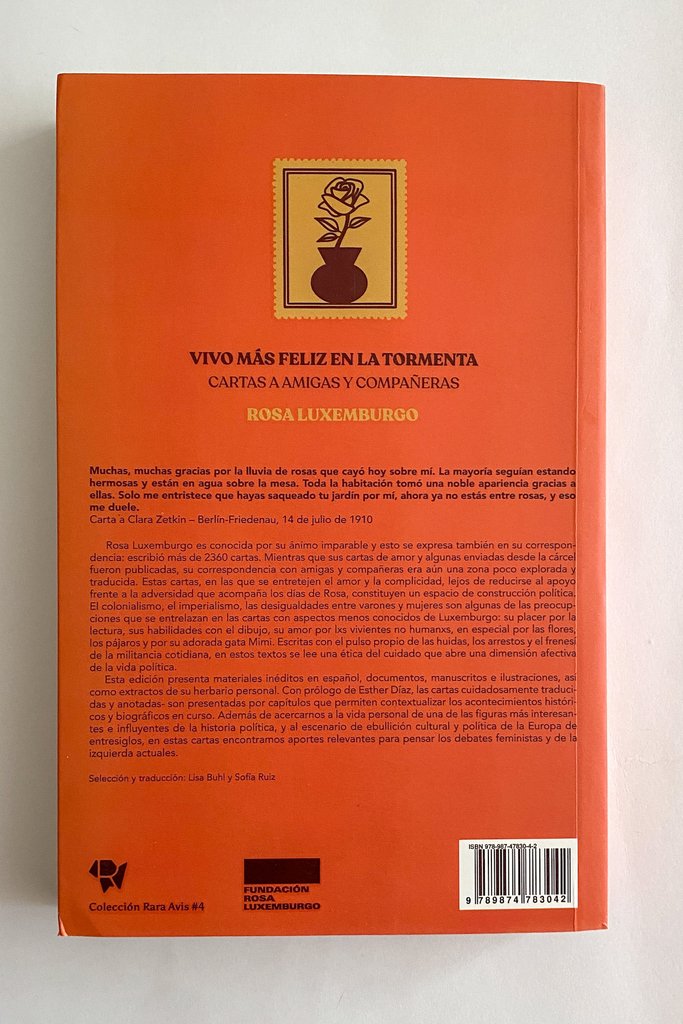 VIVO MÁS FELIZ EN LA TORMENTA
CARTAS A AMIGAS Y COMPAÑERAS
ROSA LUXEMBURGO
Muchas, muchas gracias por la lluvia de rosas que cayó hoy sobre mí. La mayoría seguían estando
hermosas y están en agua sobre la mesa. Toda la habitación tomó una noble apariencia gracias a
ellas. Solo me entristece que hayas saqueado tu jardín por mí, ahora ya no estás entre rosas, y eso
me duele.
Carta a Clara Zetkin – Berlín-Friedenau, 14 de julio de 1910
Rosa Luxemburgo es conocida por su ánimo imparable y esto se expresa también en su correspon-
dencia: escribió más de 2360 cartas. Mientras que sus cartas de amor y algunas enviadas desde la cárcel
fueron publicadas, su correspondencia con amigas y compañeras era aún una zona poco explorada y
traducida. Estas cartas, en las que se entretejen el amor y la complicidad, lejos de reducirse al apoyo
frente a la adversidad que acompaña los días de Rosa, constituyen un espacio de construcción política.
El colonialismo, el imperialismo, las desigualdades entre varones y mujeres son algunas de las preocup-
ciones que se entrelazan en las cartas con aspectos menos conocidos de Luxemburgo: su placer por la
lectura, sus habilidades con el dibujo, su amor por lxs vivientes no humanxs, en especial por las flores,
los pájaros y por su adorada gata Mimi. Escritas con el pulso propio de las huidas, los arrestos y el frenesí
de la militancia cotidiana, en estos textos se lee una ética del cuidado que abre una dimensión afectiva
de la vida política.
Esta edición presenta materiales inéditos en español, documentos, manuscritos e ilustraciones, así
como extractos de su herbario personal. Con prólogo de Esther Díaz, las cartas cuidadosamente traduci-
das y anotadas- son presentadas por capítulos que permiten contextualizar los acontecimientos históri-
cos y biográficos en curso. Además de acercarnos a la vida personal de una de las figuras más interesan-
tes e influyentes de la historia política, y al escenario de ebullición cultural y política de la Europa de
entresiglos, en estas cartas encontramos aportes relevantes para pensar los debates feministas y de la
izquierda actuales.
Selección y traducción: Lisa Buhl y Sofía Ruiz
Colección Rara Avis #4
FUNDACIÓN
ROSA
LUXEMBURGO
ISBN 978-987-47830-4-2
9 789874 783042